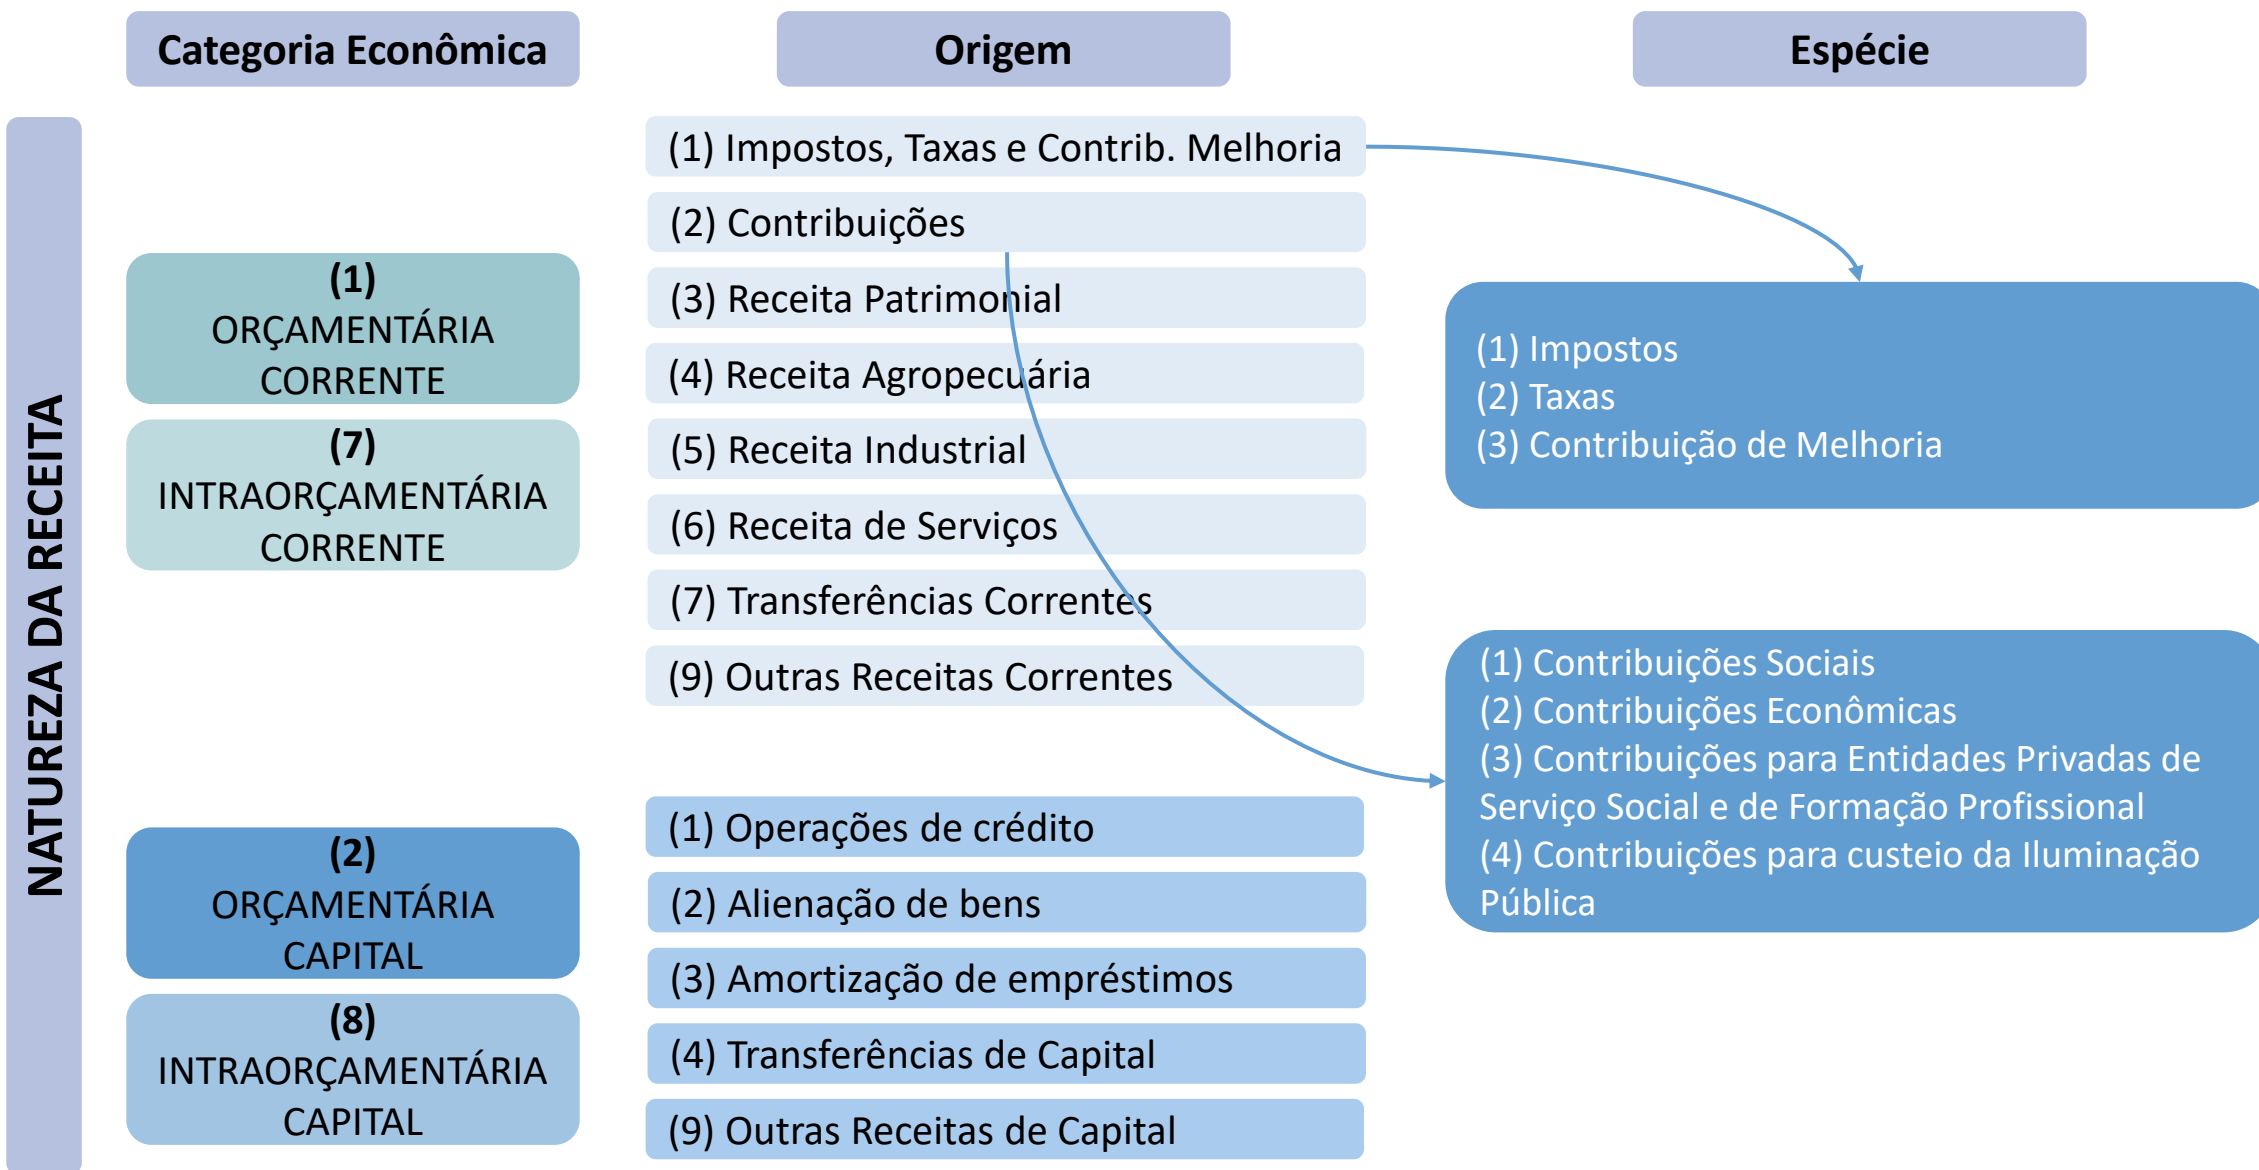 Categoria Econômica
Origem
Espécie
NATUREZA DA RECEITA
(1)
ORÇAMENTÁRIA
CORRENTE
(7)
INTRAORÇAMENTÁRIA
CORRENTE
(2)
ORÇAMENTÁRIA
CAPITAL
(8)
INTRAORÇAMENTÁRIA
CAPITAL
(1) Impostos, Taxas e Contrib. Melhoria
(2) Contribuições
(3) Receita Patrimonial
(4) Receita Agropecuária
(5) Receita Industrial
(6) Receita de Serviços
(7) Transferências Correntes
(9) Outras Receitas Correntes
(1) Operações de crédito
(2) Alienação de bens
(3) Amortização de empréstimos
(4) Transferências de Capital
(9) Outras Receitas de Capital
(1) Impostos
(2) Taxas
(3) Contribuição de Melhoria
(1) Contribuições Sociais
(2) Contribuições Econômicas
(3) Contribuições para Entidades Privadas de
Serviço Social e de Formação Profissional
(4) Contribuições para custeio da Iluminação
Pública